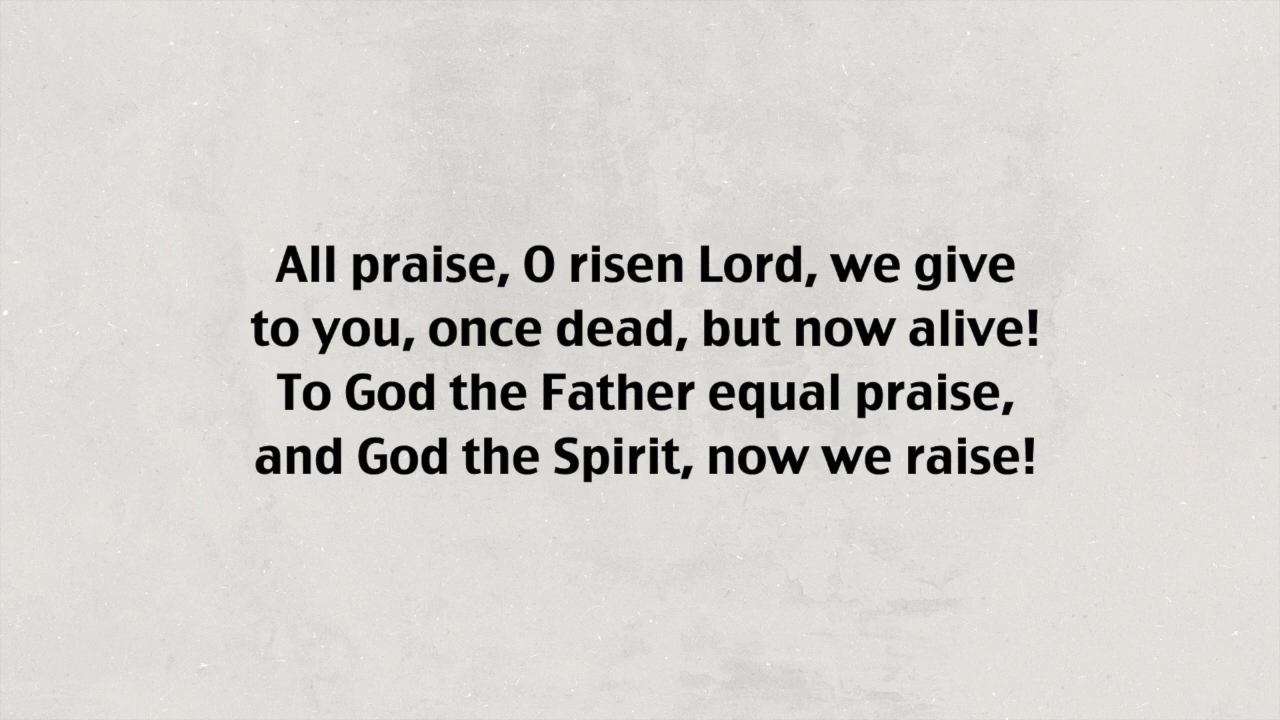 All praise, O risen Lord, we give
to you, once dead, but now alive!
To God the Father equal praise,
and God the Spirit, now we raise!